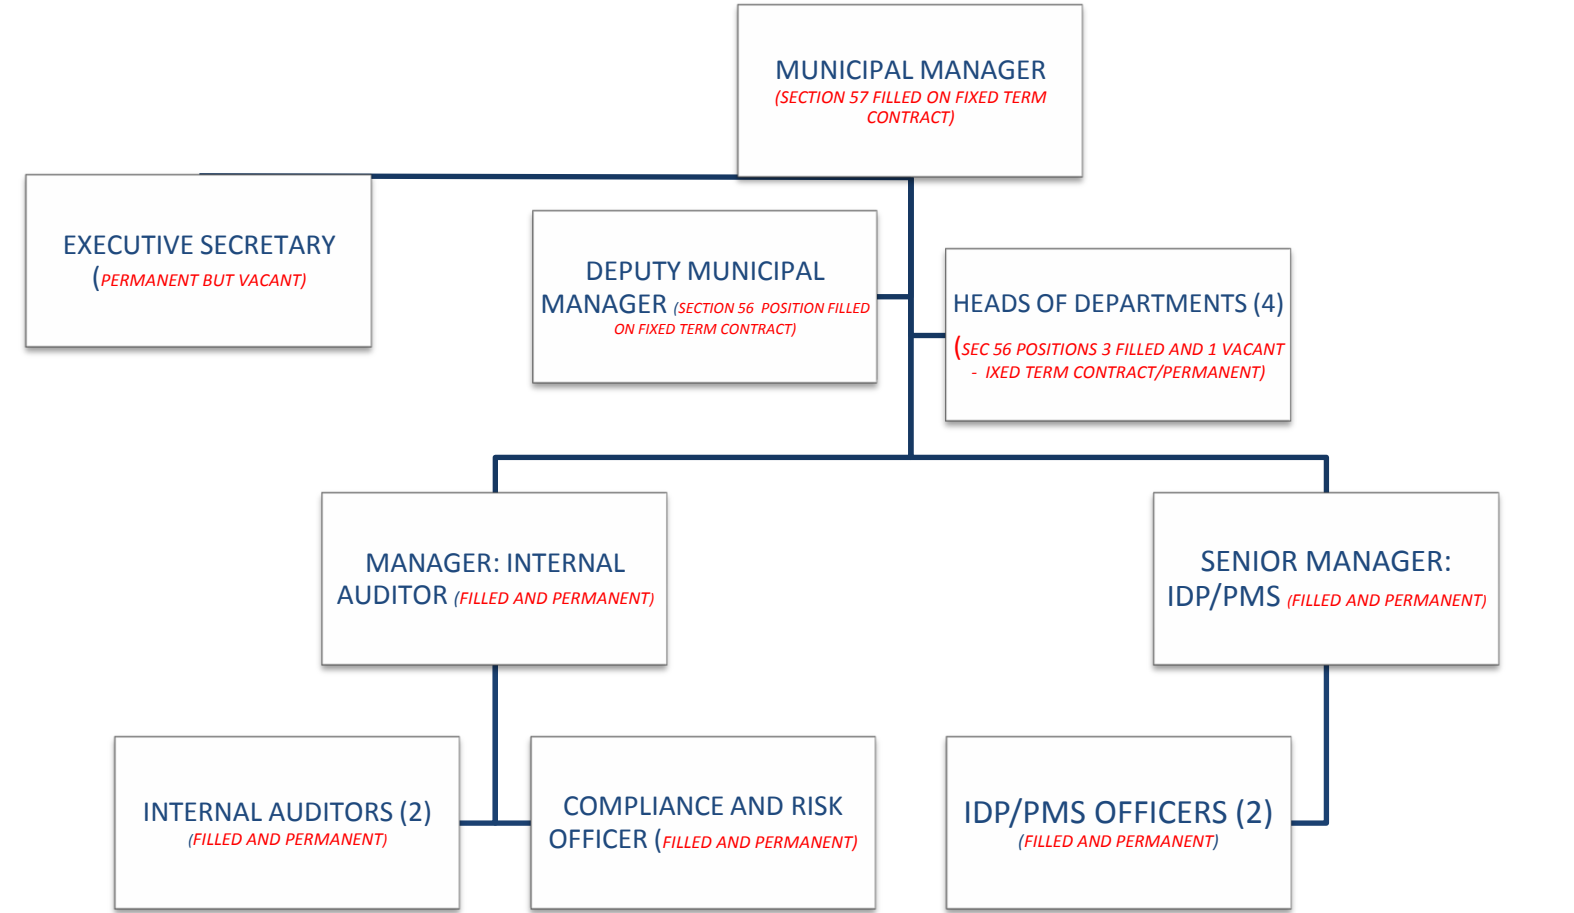 MUNICIPAL MANAGER
(SECTION 57 FILLED ON FIXED TERM
CONTRACT)
EXECUTIVE SECRETARY
(PERMANENT BUT VACANT)
DEPUTY MUNICIPAL
MANAGER (SECTION 56 POSITION FILLED
ON FIXED TERM CONTRACT)
HEADS OF DEPARTMENTS (4)
(SEC 56 POSITIONS 3 FILLED AND 1 VACANT
- IXED TERM CONTRACT/PERMANENT)
MANAGER: INTERNAL
AUDITOR (FILLED AND PERMANENT)
SENIOR MANAGER:
IDP/PMS (FILLED AND PERMANENT)
INTERNAL AUDITORS (2)
(FILLED AND PERMANENT)
COMPLIANCE AND RISK
OFFICER (FILLED AND PERMANENT)
IDP/PMS OFFICERS (2)
(FILLED AND PERMANENT)